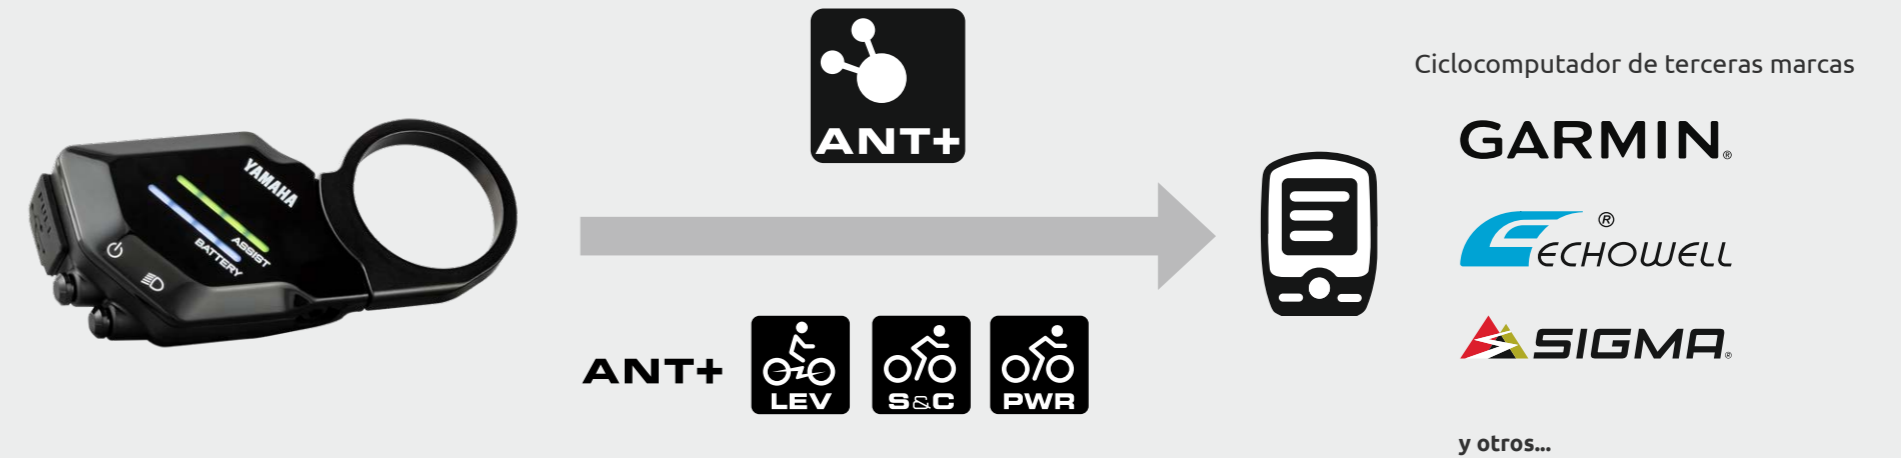 ANT+
Ciclocomputador de terceras marcas
YAMAHA
ASSIST
BATTERY
GARMIN®
®
ECHOWELL
SIGMA®
ANT+
LEV
S&C
PWR
y otros...